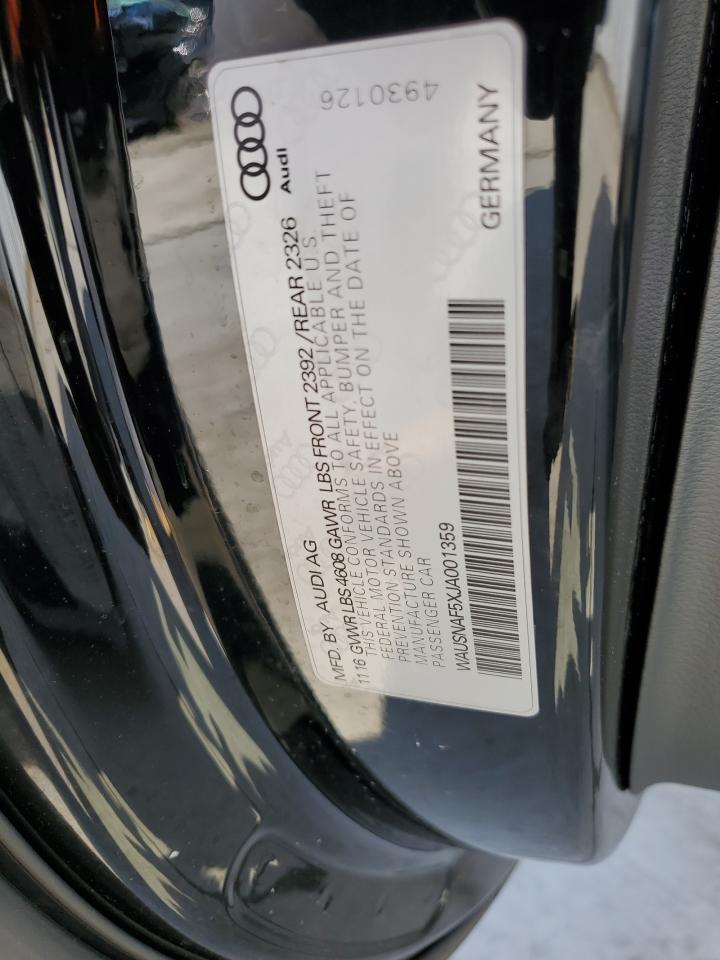 4930126
Audi
MFD. BY AUDI AG
11 16 GVWR LBS 4608 GAWR LBS FRONT 2392 / REAR 2326
THIS VEHICLE CONFORMS TO ALL APPLICABLE U.S.
FEDERAL MOTOR VEHICLE SAFETY, BUMPER AND THEFT
PREVENTION STANDARDS IN EFFECT ON THE DATE OF
MANUFACTURE SHOWN ABOVE
PASSENGER CAR
WAUSNAF5XJA001359
GERMANY